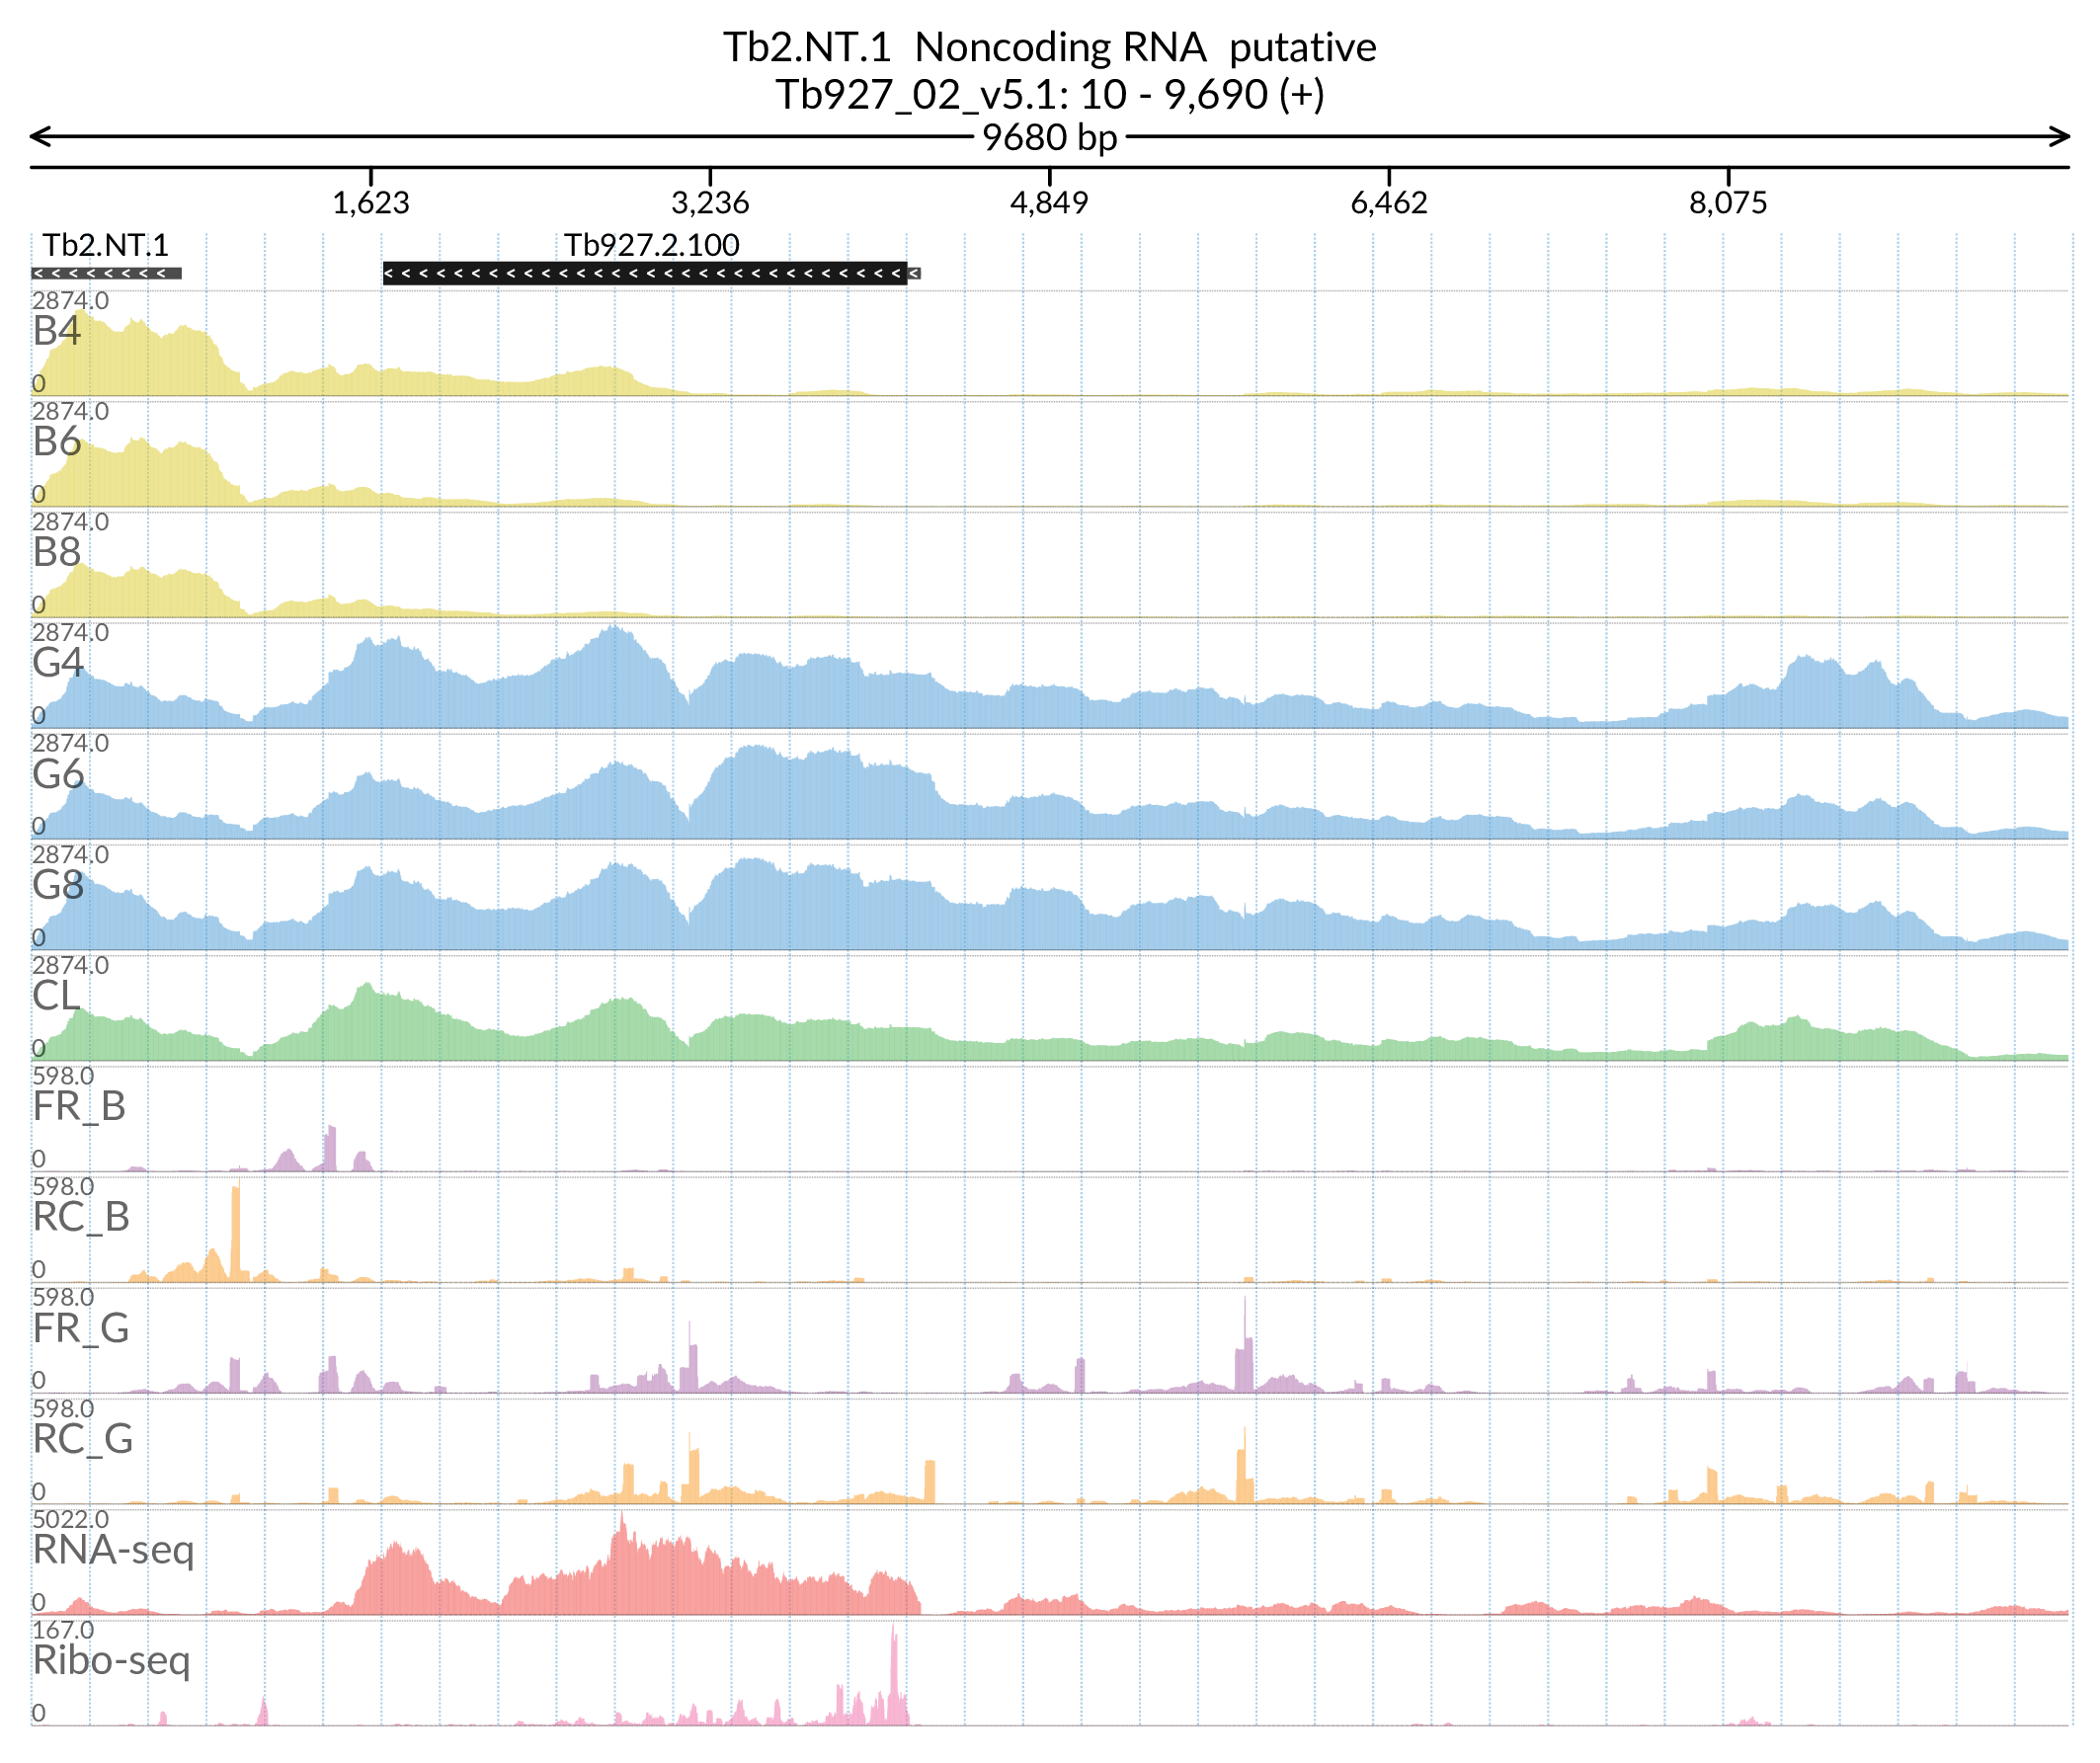 Tb2.NT.1 Noncoding RNA putative
Tb927_02_v5.1: 10 - 9,690 (+)
9680 bp
1,623 3,236 4,849 6,462 8,075
Tb2.NT.1 Tb927.2.100
2874.0
B4
0
2874.0
B6
0
2874.0
B8
0
2874.0
G4
0
2874.0
G6
0
2874.0
G8
0
2874.0
CL
0
598.0
FR_B
0
598.0
RC_B
0
598.0
FR_G
0
598.0
RC_G
0
5022.0
RNA-seq
0
167.0
Ribo-seq
0